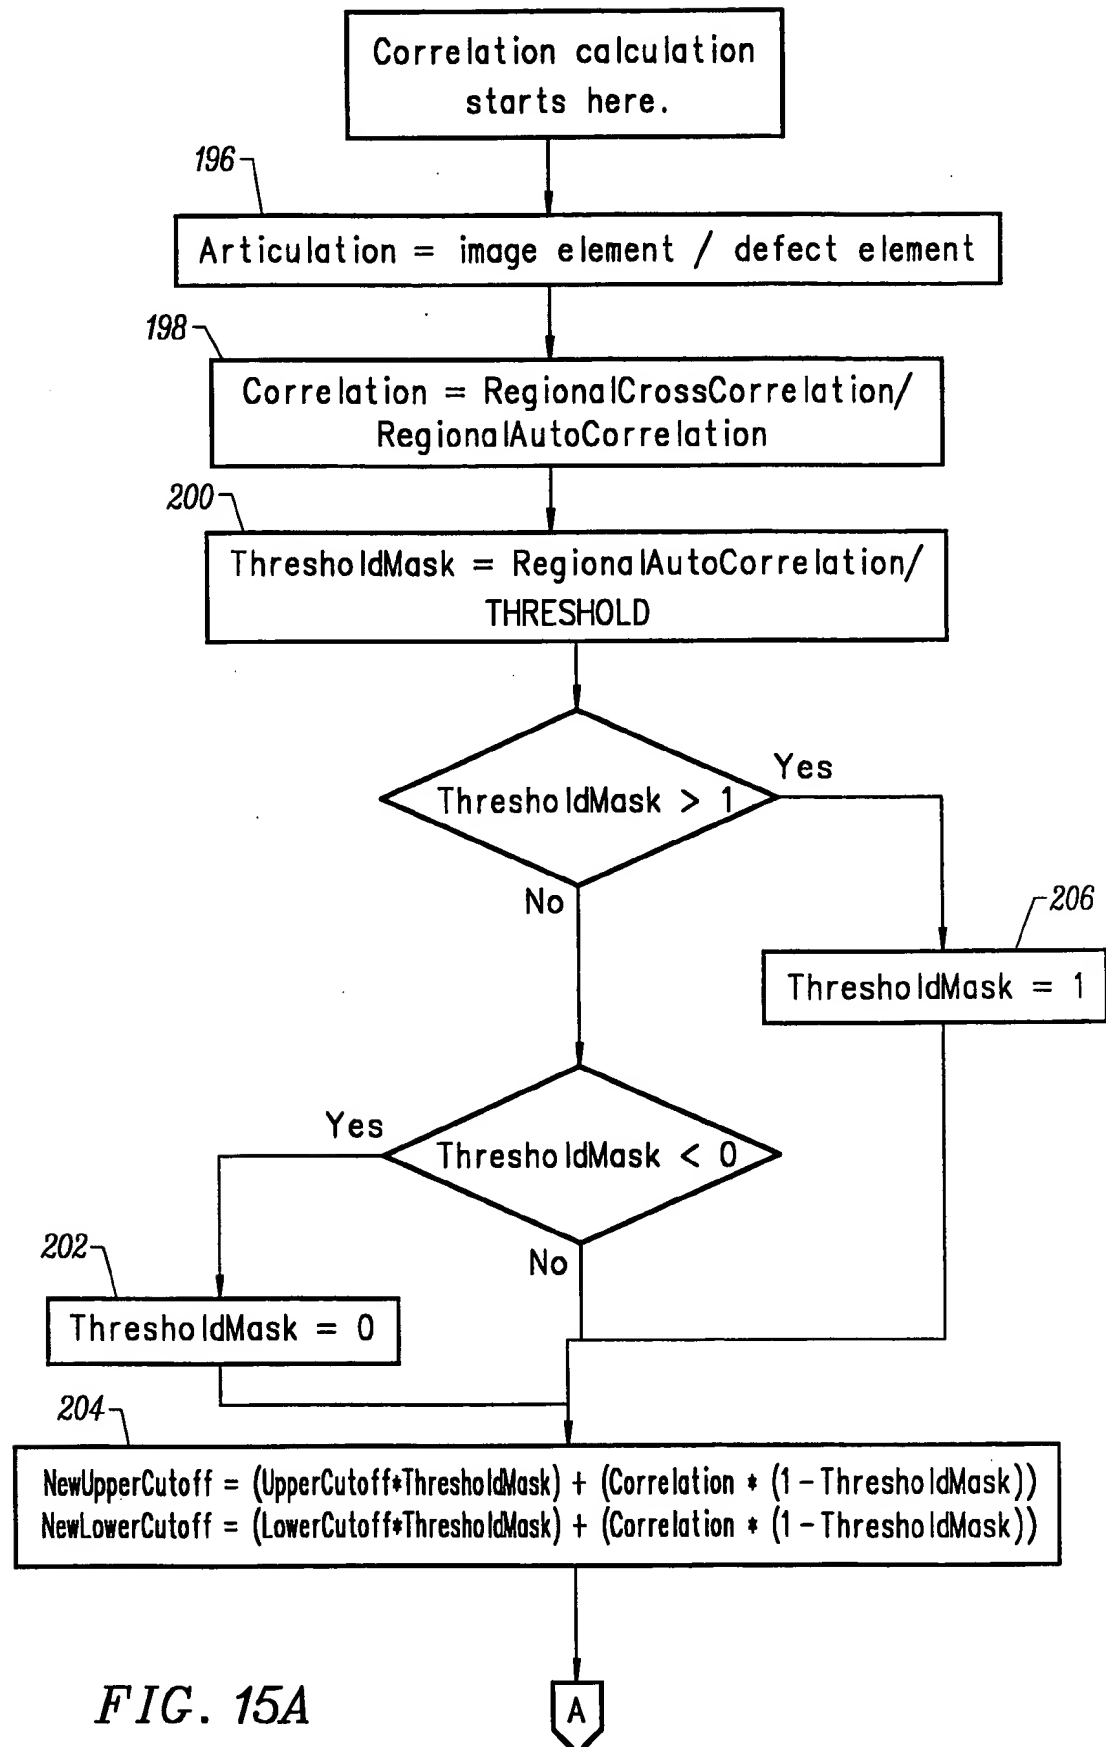 Correlation calculation
starts here.
196
Articulation = image element / defect element
198
Correlation = RegionalCrossCorrelation/
RegionalAutoCorrelation
200
ThresholdMask = RegionalAutoCorrelation/
THRESHOLD
ThresholdMask > 1
Yes
No
206
ThresholdMask = 1
Yes
ThresholdMask < 0
No
202
ThresholdMask = 0
204
NewUpperCutoff = (UpperCutoff*ThresholdMask) + (Correlation * (1-ThresholdMask))
NewLowerCutoff = (LowerCutoff*ThresholdMask) + (Correlation * (1-ThresholdMask))
FIG. 15A
A